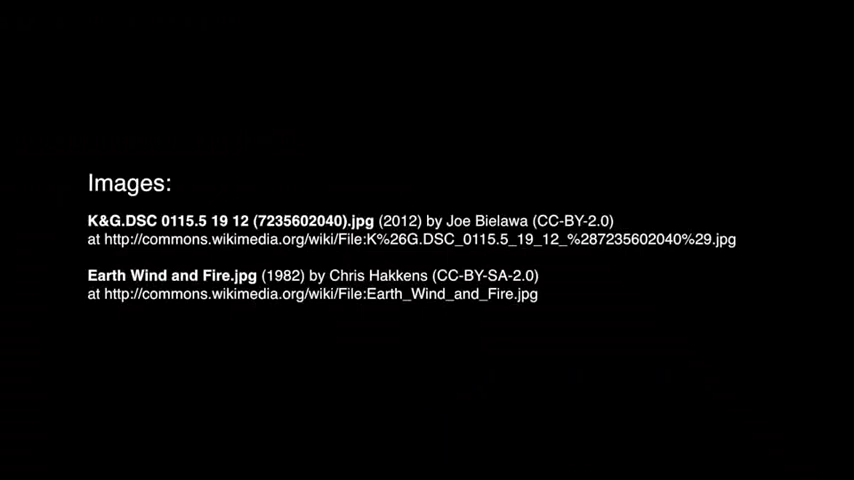 Images:
K&G.DSC 0115.5 19 12 (7235602040).jpg (2012) by Joe Bielawa (CC-BY-2.0)
at http://commons.wikimedia.org/wiki/File:K%26G.DSC_0115.5_19_12_%287235602040%29.jpg
Earth Wind and Fire.jpg (1982) by Chris Hakkens (CC-BY-SA-2.0)
at http://commons.wikimedia.org/wiki/File:Earth_Wind_and_Fire.jpg